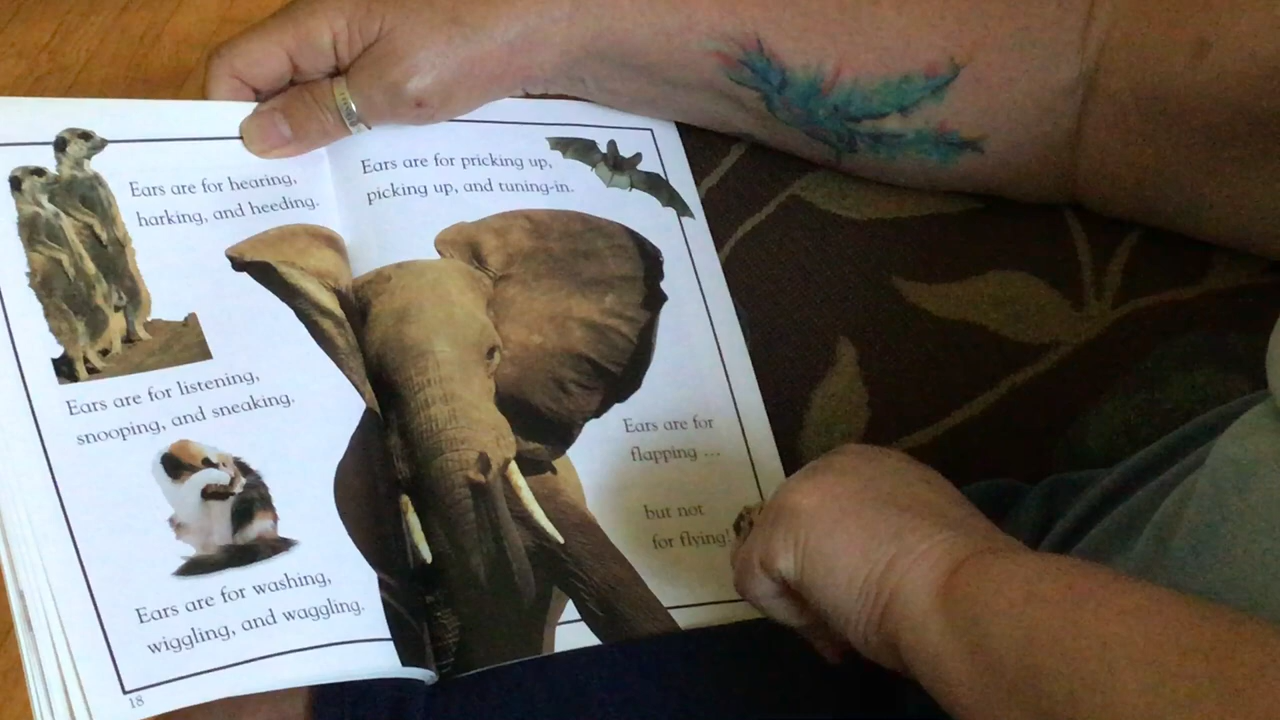 Ears are for hearing,
harking, and heeding.
Ears are for listening,
snooping, and sneaking.
Ears are for washing,
wiggling, and waggling.
18
Ears are for pricking up,
picking up, and tuning-in.
Ears are for
flapping ...
but not
for flying!